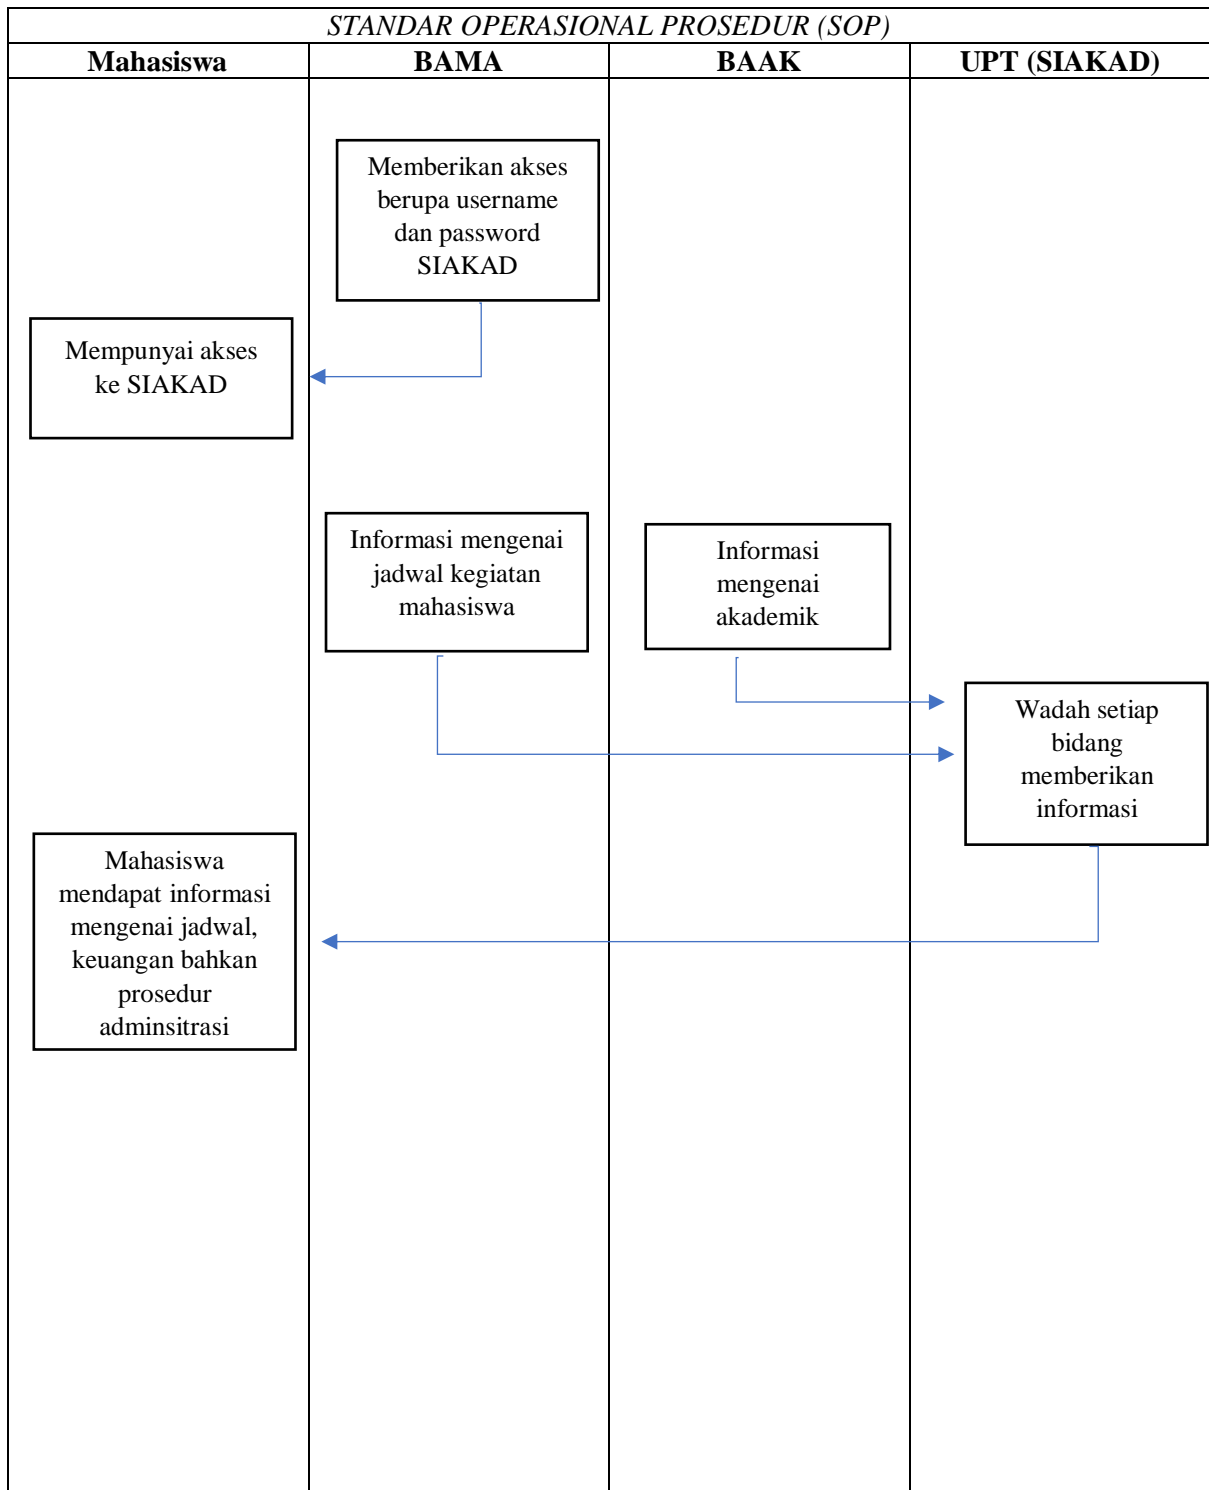 STANDAR OPERASIONAL PROSEDUR (SOP)
Mahasiswa
BAMA
BAAK
UPT (SIAKAD)
Memberikan akses
berupa username
dan password
SIAKAD
Mempunyai akses
ke SIAKAD
Informasi mengenai
jadwal kegiatan
mahasiswa
Informasi
mengenai
akademik
Wadah setiap
bidang
memberikan
informasi
Mahasiswa
mendapat informasi
mengenai jadwal,
keuangan bahkan
prosedur
adminsitrasi